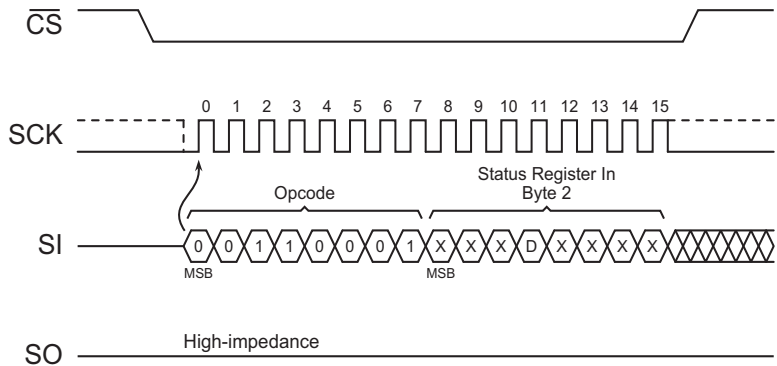 CS
0 1 2 3 4 5 6 7 8 9 10 11 12 13 14 15
SCK
Opcode
Status Register In
Byte 2
SI
0 0 1 1 0 0 0 1 X X X D X X X X
MSB MSB
High-impedance
SO